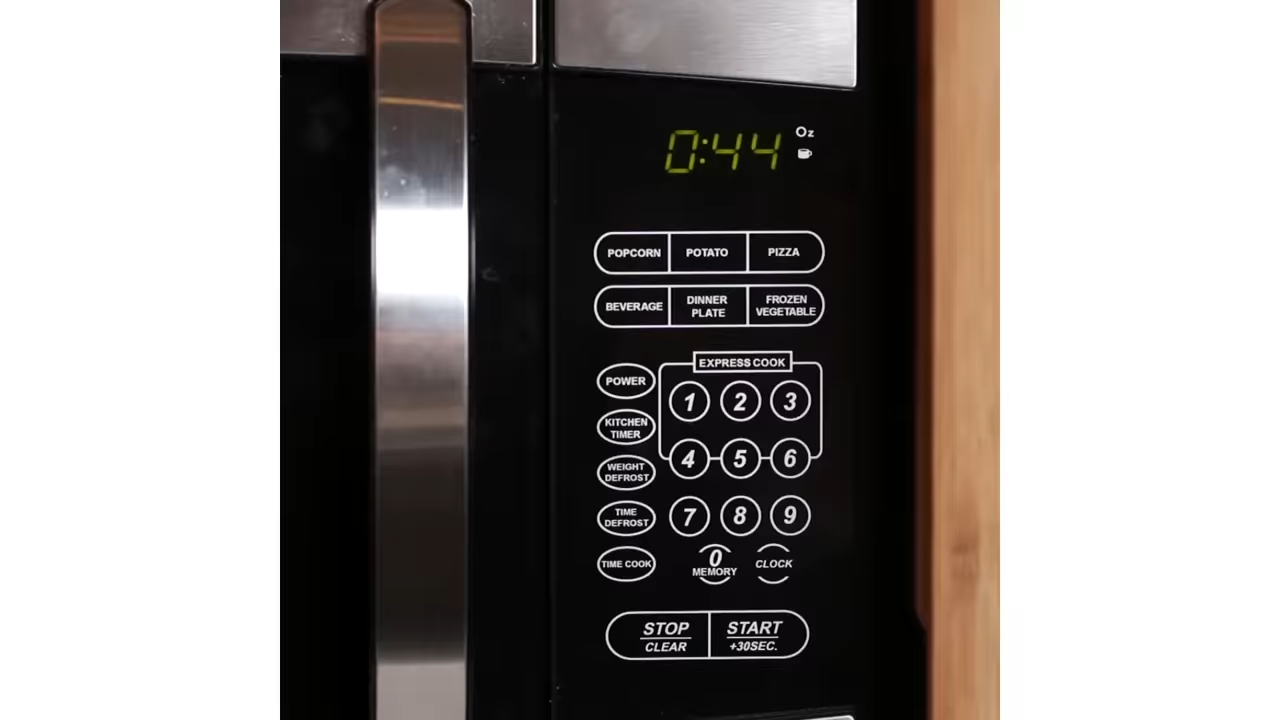 0:44 Oz
POPCORN POTATO PIZZA
BEVERAGE DINNER PLATE FROZEN VEGETABLE
EXPRESS COOK
POWER 1 2 3
KITCHEN TIMER
WEIGHT DEFROST 4 5 6
TIME DEFROST 7 8 9
TIME COOK 0 MEMORY CLOCK
STOP START
CLEAR +30SEC.